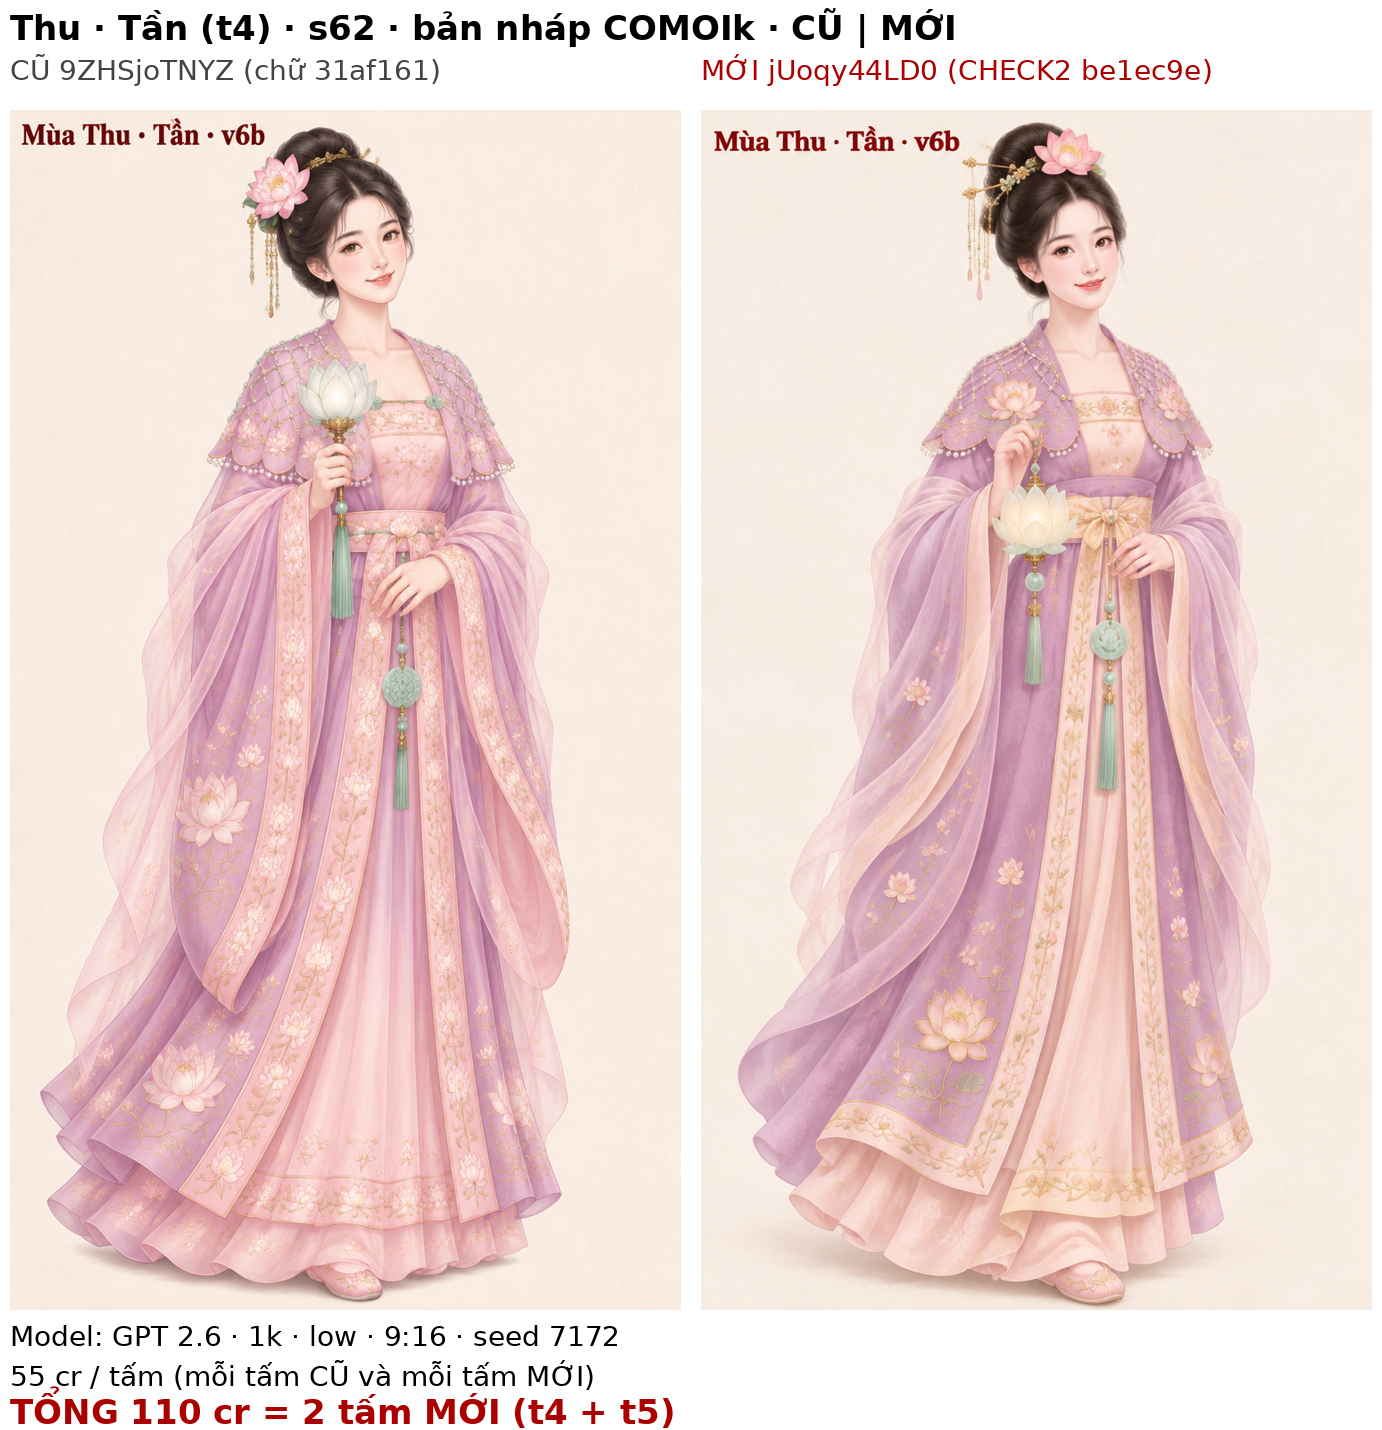 Thu · Tần (t4) · s62 · bản nháp COMOlk · CŨ | MỚI
CŨ 9ZHSjoTNYZ (chữ 31af161)
MỚI jUoqy44LD0 (CHECK2 be1ec9e)
Mùa Thu · Tần · v6b
Mùa Thu · Tần · v6b
Model: GPT 2.6 · 1k · low · 9:16 · seed 7172
55 cr / tấm (mỗi tấm CŨ và mỗi tấm MỚI)
TỔNG 110 cr = 2 tấm MỚI (t4 + t5)